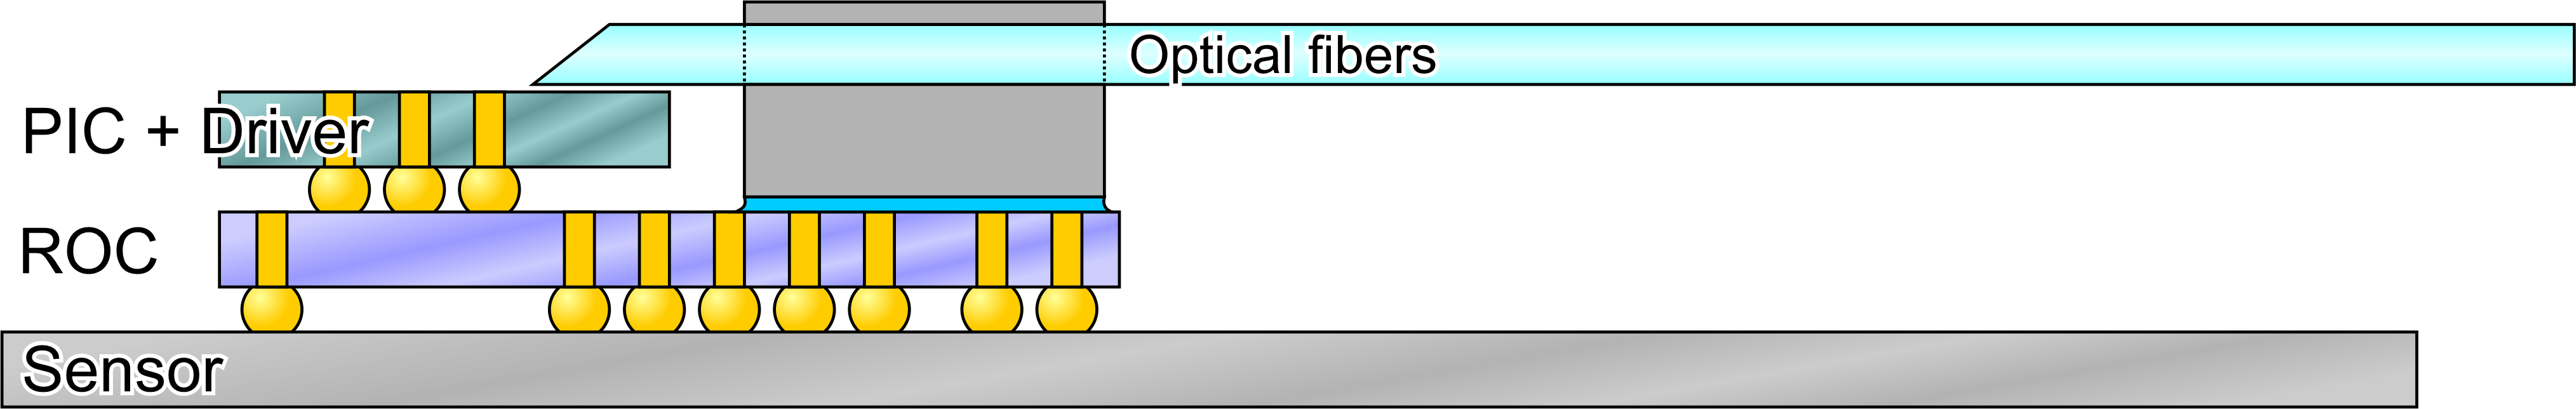 Optical fibers
PIC + Driver
ROC
Sensor